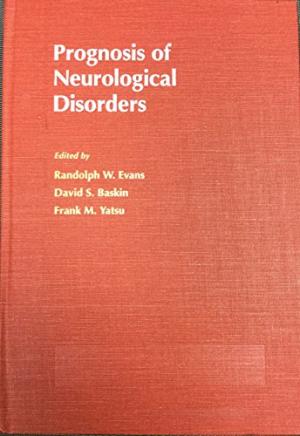 Prognosis of
Neurological
Disorders
Edited by
Randolph W. Evans
David S. Baskin
Frank M. Yatsu